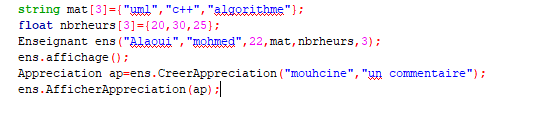 string mat[3]={"uml","c++","algorithme"};
float nbrheurs[3]={20,30,25};
Enseignant ens("Alaoui","mohmed",22,mat,nbrheurs,3);
ens.affichage();
Appreciation ap=ens.CreerAppreciation("mouhcine","un commentaire");
ens.AfficherAppreciation(ap);